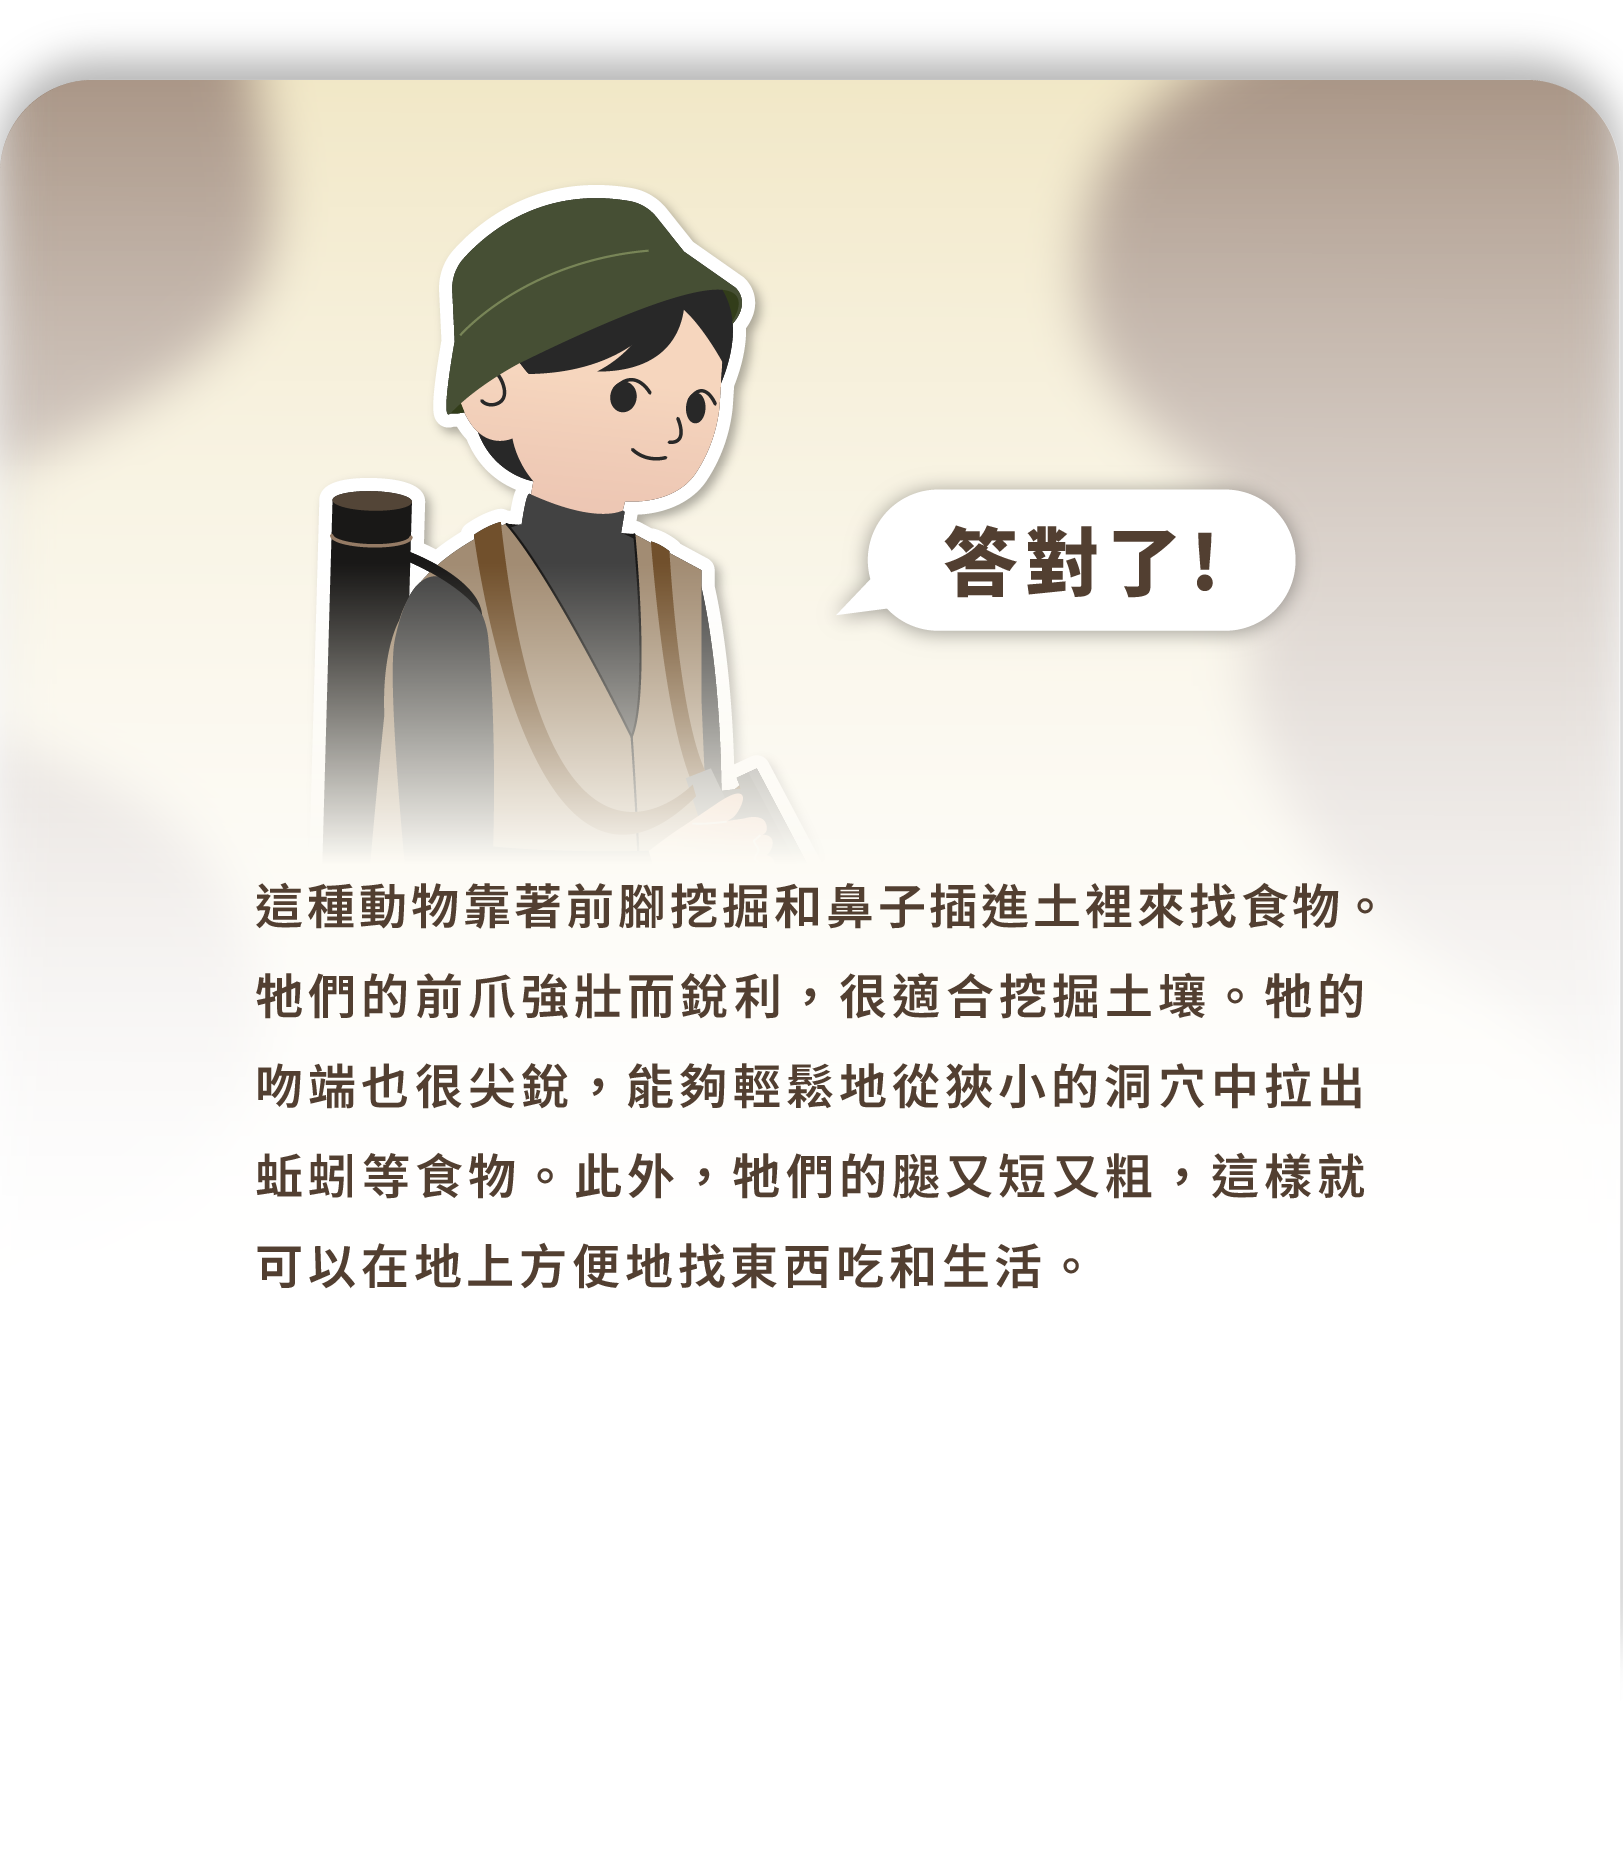 答對了!
這種動物靠著前腳挖掘和鼻子插進土裡來找食物。
牠們的前爪強壯而銳利，很適合挖掘土壤。牠的
吻端也很尖銳，能夠輕鬆地從狹小的洞穴中拉出
蚯蚓等食物。此外，牠們的腿又短又粗，這樣就
可以在地上方便地找東西吃和生活。